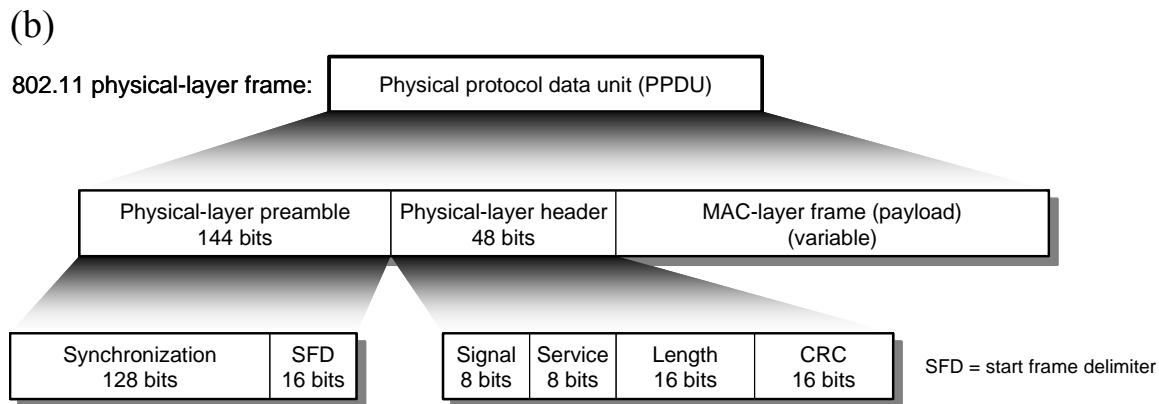 (b)
802.11 physical-layer frame:
Physical protocol data unit (PPDU)
Physical-layer preamble
144 bits
Physical-layer header
48 bits
MAC-layer frame (payload)
(variable)
Synchronization
128 bits
SFD
16 bits
Signal
8 bits
Service
8 bits
Length
16 bits
CRC
16 bits
SFD = start frame delimiter